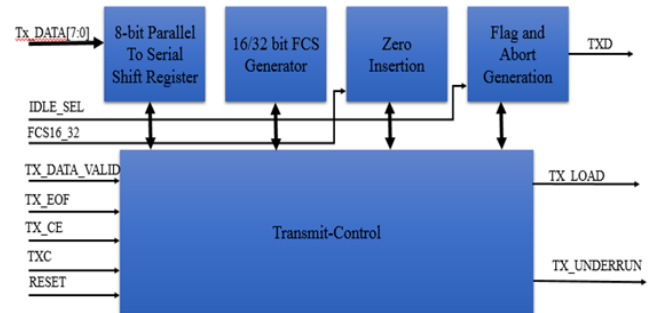 Tx_DATA[7:0]
8-bit Parallel
To Serial
Shift Register
16/32 bit FCS
Generator
Zero
Insertion
Flag and
Abort
Generation
TXD
IDLE_SEL
FCS16_32
TX_DATA_VALID
TX_EOF
TX_CE
TXC
RESET
Transmit-Control
TX_LOAD
TX_UNDERRUN